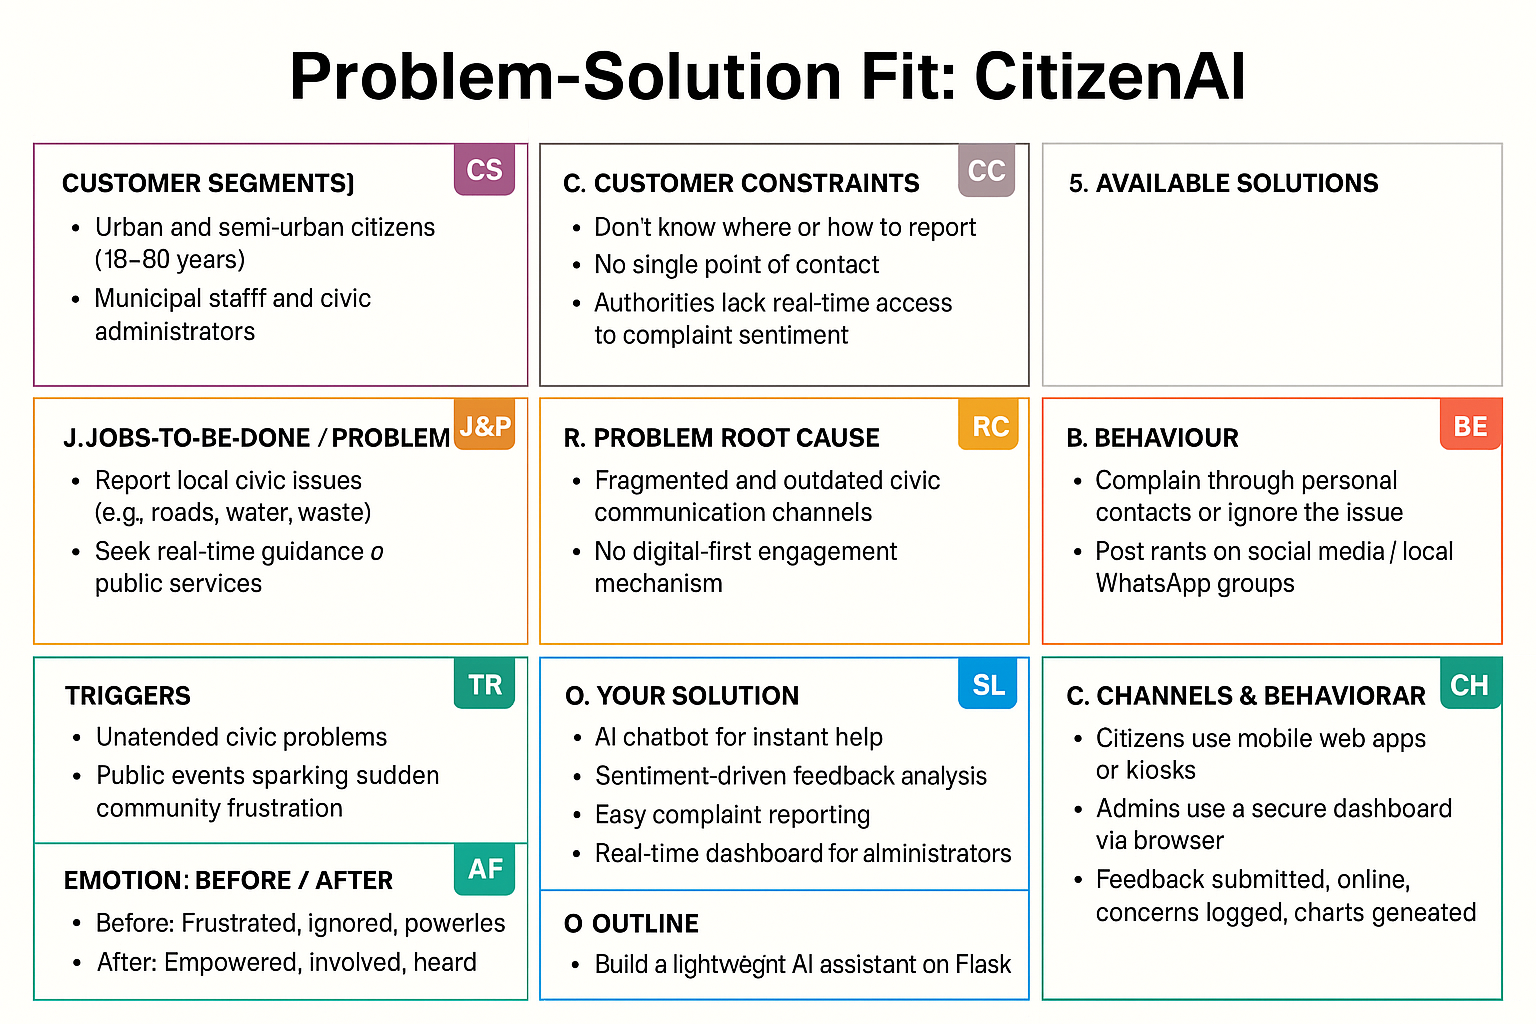 Problem-Solution Fit: CitizenAI
CUSTOMER SEGMENTS]
CS
• Urban and semi-urban citizens
(18–80 years)
• Municipal stafff and civic
administrators
C. CUSTOMER CONSTRAINTS
CC
• Don't know where or how to report
• No single point of contact
• Authorities lack real-time access
to complaint sentiment
5. AVAILABLE SOLUTIONS
J.JOBS-TO-BE-DONE / PROBLEM
J&P
• Report local civic issues
(e.g., roads, water, waste)
• Seek real-time guidance o
public services
R. PROBLEM ROOT CAUSE
RC
• Fragmented and outdated civic
communication channels
• No digital-first engagement
mechanism
B. BEHAVIOUR
BE
• Complain through personal
contacts or ignore the issue
• Post rants on social media / local
WhatsApp groups
TRIGGERS
TR
• Unatended civic problems
• Public events sparking sudden
community frustration
EMOTION: BEFORE / AFTER
AF
• Before: Frustrated, ignored, powerles
• After: Empowered, involved, heard
O. YOUR SOLUTION
SL
• AI chatbot for instant help
• Sentiment-driven feedback analysis
• Easy complaint reporting
• Real-time dashboard for alministrators
O OUTLINE
• Build a lightwegnt AI assistant on Flask
C. CHANNELS & BEHAVIORAR
CH
• Citizens use mobile web apps
or kiosks
• Admins use a secure dashboard
via browser
• Feedback submitted, online,
concerns logged, charts geneated